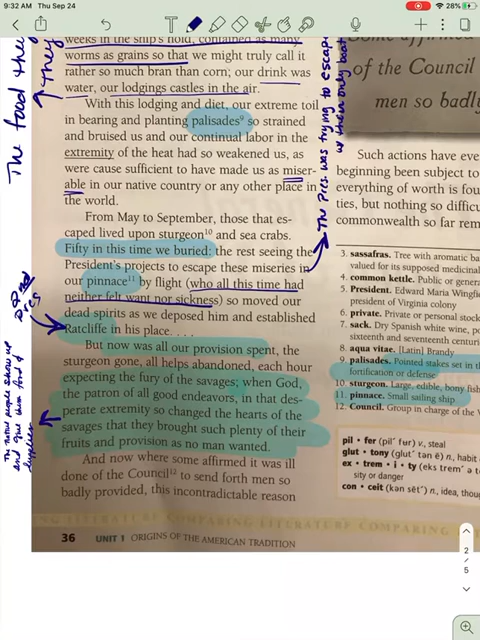 9:32 AM Thu Sep 24
28%
weeks in the ship's hold, contained as many
worms as grains so that we might truly call it
rather so much bran than corn; our drink was
water, our lodgings castles in the air.
With this lodging and diet, our extreme toil
in bearing and planting palisades⁹ so strained
and bruised us and our continual labor in the
extremity of the heat had so weakened us, as
were cause sufficient to have made us as miser-
able in our native country or any other place in
the world.
From May to September, those that es-
caped lived upon sturgeon¹⁰ and sea crabs.
Fifty in this time we buried; the rest seeing the
President's projects to escape these miseries in
our pinnace¹¹ by flight (who all this time had
neither felt want nor sickness) so moved our
dead spirits as we deposed him and established
Ratcliffe in his place. . . .
But now was all our provision spent, the
sturgeon gone, all helps abandoned, each hour
expecting the fury of the savages; when God,
the patron of all good endeavors, in that des-
perate extremity so changed the hearts of the
savages that they brought such plenty of their
fruits and provision as no man wanted.
And now where some affirmed it was ill
done of the Council¹² to send forth men so
badly provided, this incontradictable reason
The food they
They
The pres. was trying to escape
w/ their only boat
The native people show up
and give them food &
of the Council
men so badl
Such actions have eve
beginning been subject to
everything of worth is fou
ties, but nothing so difficu
commonwealth so far rem
3. sassafras. Tree with aromatic ba
valued for its supposed medicinal
4. common kettle. Public or genera
5. President. Edward Maria Wingfie
president of Virginia colony
6. private. Private or personal stock
7. sack. Dry Spanish white wine, po
sixteenth and seventeenth centuri
8. aqua vitae. [Latin] Brandy
9. palisades. Pointed stakes set in t
fortification or defense
10. sturgeon. Large, edible, bony fish
11. pinnace. Small sailing ship
12. Council. Group in charge of the V
pil • fer (pil´ fur) v., steal
glut • tony (glut´ tən ē) n., habit
ex • trem • i • ty (eks trem´ ə te
sity or danger
con • ceit (kən sēt´) n., idea, thou
ING LITERATURE COMPARING LITERATURE COMPARING
36 UNIT 1 ORIGINS OF THE AMERICAN TRADITION
2
/
5